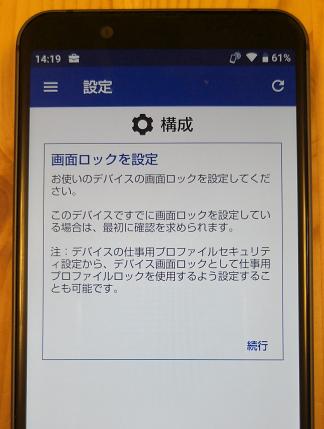 14:19 61%
設定
構成
画面ロックを設定
お使いのデバイスの画面ロックを設定してくだ
さい。
このデバイスですでに画面ロックを設定してい
る場合は、最初に確認を求められます。
注：デバイスの仕事用プロファイルセキュリテ
ィ設定から、デバイス画面ロックとして仕事用
プロファイルロックを使用するよう設定するこ
とも可能です。
続行